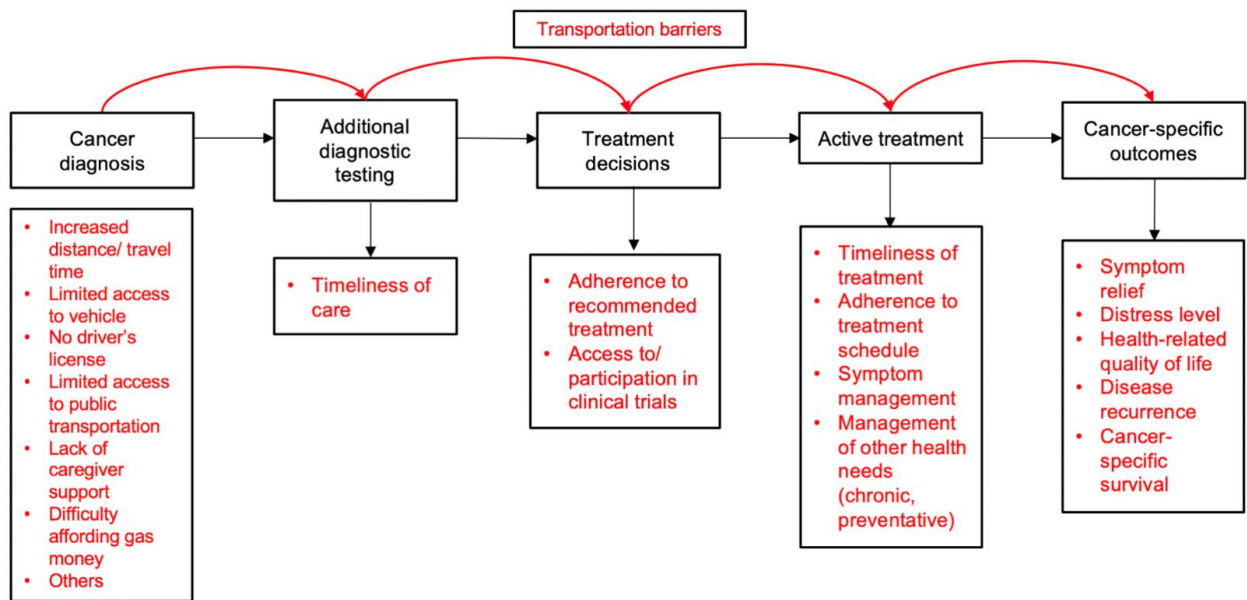 Transportation barriers
Cancer
diagnosis
Additional
diagnostic
testing
Treatment
decisions
Active treatment
Cancer-specific
outcomes
• Increased
distance/ travel
time
• Limited access
to vehicle
• No driver's
license
• Limited access
to public
transportation
• Lack of
caregiver
support
• Difficulty
affording gas
money
• Others
• Timeliness of
care
• Adherence to
recommended
treatment
• Access to/
participation in
clinical trials
• Timeliness of
treatment
• Adherence to
treatment
schedule
• Symptom
management
• Management
of other health
needs
(chronic,
preventative)
• Symptom
relief
• Distress level
• Health-related
quality of life
• Disease
recurrence
• Cancer-
specific
survival